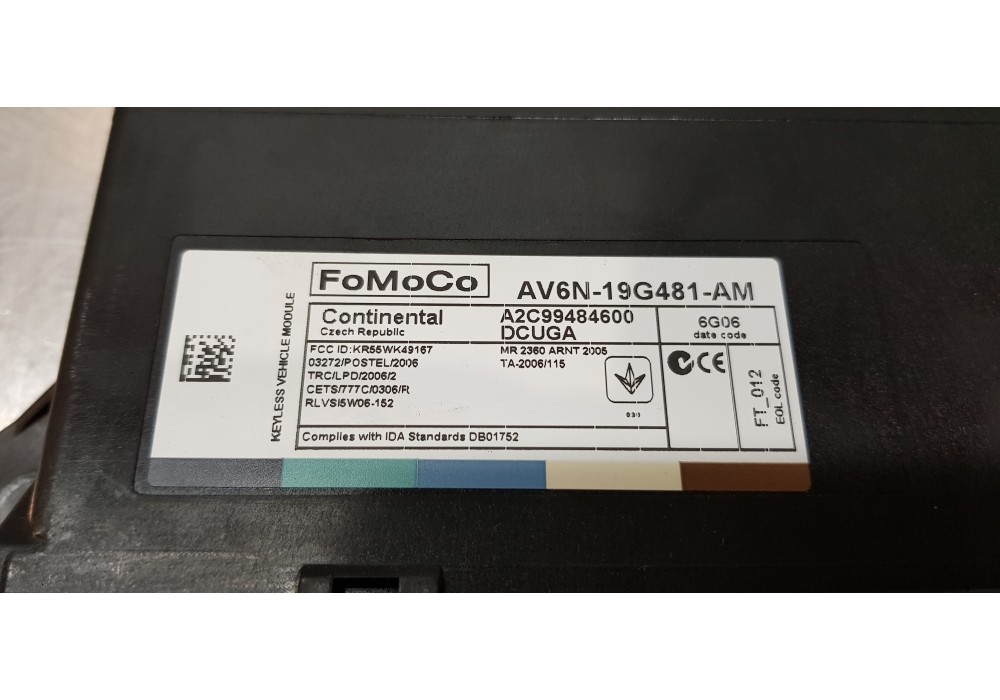 FoMoCo
AV6N-19G481-AM
KEYLESS VEHICLE MODULE
Continental
Czech Republic
A2C99484600
DCUGA
6G06
date code
FCC ID:KR55WK49167
03272/POSTEL/2006
TRC/LPD/2006/2
CETS/777C/0306/R
RLVSI5W06-152
MR 2360 ARNT 2005
TA-2006/115
CE
FT_012
EOL code
Complies with IDA Standards DB01752